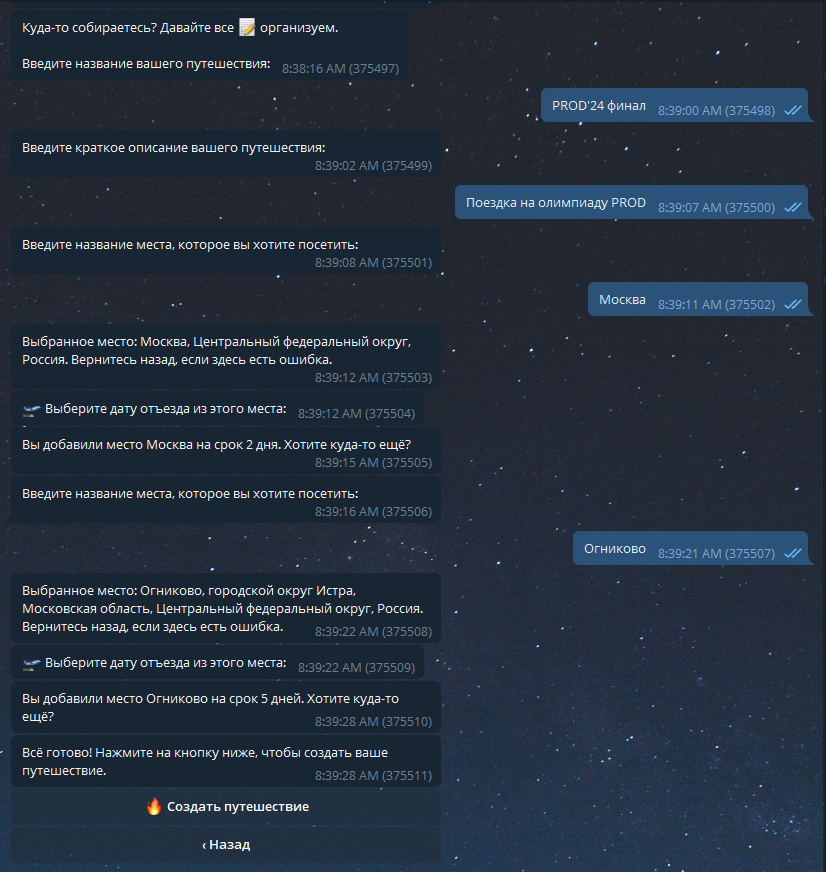 Куда-то собираетесь? Давайте все 📝 организуем.
Введите название вашего путешествия: 8:38:16 AM (375497)
PROD'24 финал 8:39:00 AM (375498)
Введите краткое описание вашего путешествия:
8:39:02 AM (375499)
Поездка на олимпиаду PROD 8:39:07 AM (375500)
Введите название места, которое вы хотите посетить:
8:39:08 AM (375501)
Москва 8:39:11 AM (375502)
Выбранное место: Москва, Центральный федеральный округ,
Россия. Вернитесь назад, если здесь есть ошибка.
8:39:12 AM (375503)
🛫 Выберите дату отъезда из этого места: 8:39:12 AM (375504)
Вы добавили место Москва на срок 2 дня. Хотите куда-то ещё?
8:39:15 AM (375505)
Введите название места, которое вы хотите посетить:
8:39:16 AM (375506)
Огниково 8:39:21 AM (375507)
Выбранное место: Огниково, городской округ Истра,
Московская область, Центральный федеральный округ, Россия.
Вернитесь назад, если здесь есть ошибка. 8:39:22 AM (375508)
🛫 Выберите дату отъезда из этого места: 8:39:22 AM (375509)
Вы добавили место Огниково на срок 5 дней. Хотите куда-то
ещё? 8:39:28 AM (375510)
Всё готово! Нажмите на кнопку ниже, чтобы создать ваше
путешествие. 8:39:28 AM (375511)
🔥 Создать путешествие
‹ Назад